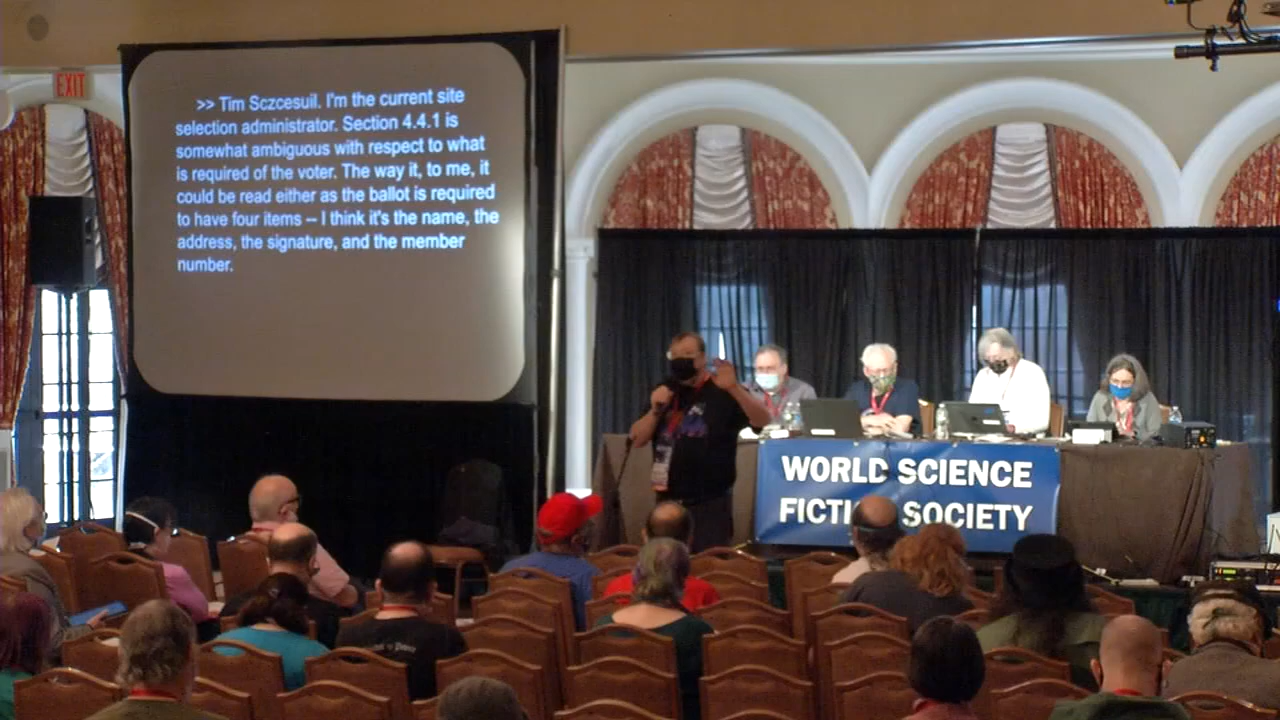 EXIT
>> Tim Sczcesuil. I'm the current site
selection administrator. Section 4.4.1 is
somewhat ambiguous with respect to what
is required of the voter. The way it, to me, it
could be read either as the ballot is required
to have four items -- I think it's the name, the
address, the signature, and the member
number.
WORLD SCIENCE
FICTI SOCIETY